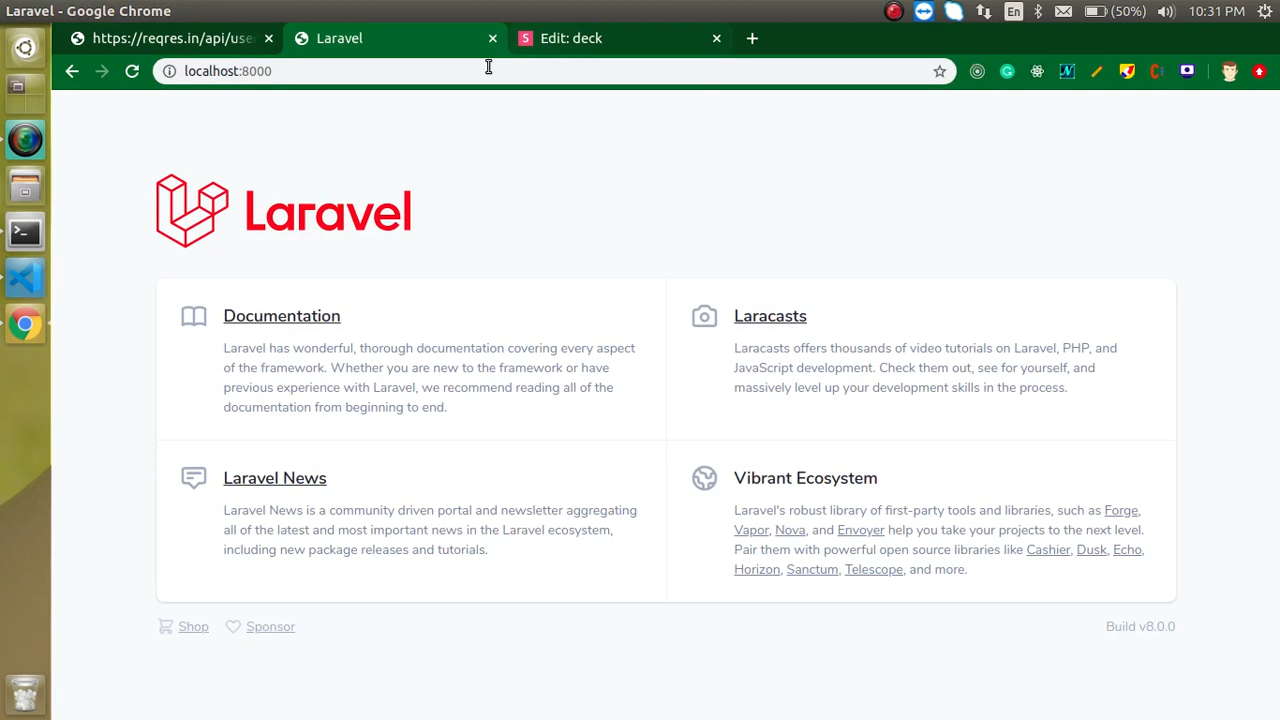 Laravel - Google Chrome
En
(50%)
10:31 PM
https://reqres.in/api/use
Laravel
S
Edit: deck
localhost:8000
Laravel
Documentation
Laravel has wonderful, thorough documentation covering every aspect
of the framework. Whether you are new to the framework or have
previous experience with Laravel, we recommend reading all of the
documentation from beginning to end.
Laracasts
Laracasts offers thousands of video tutorials on Laravel, PHP, and
JavaScript development. Check them out, see for yourself, and
massively level up your development skills in the process.
Laravel News
Laravel News is a community driven portal and newsletter aggregating
all of the latest and most important news in the Laravel ecosystem,
including new package releases and tutorials.
Vibrant Ecosystem
Laravel's robust library of first-party tools and libraries, such as Forge,
Vapor, Nova, and Envoyer help you take your projects to the next level.
Pair them with powerful open source libraries like Cashier, Dusk, Echo,
Horizon, Sanctum, Telescope, and more.
Shop
Sponsor
Build v8.0.0